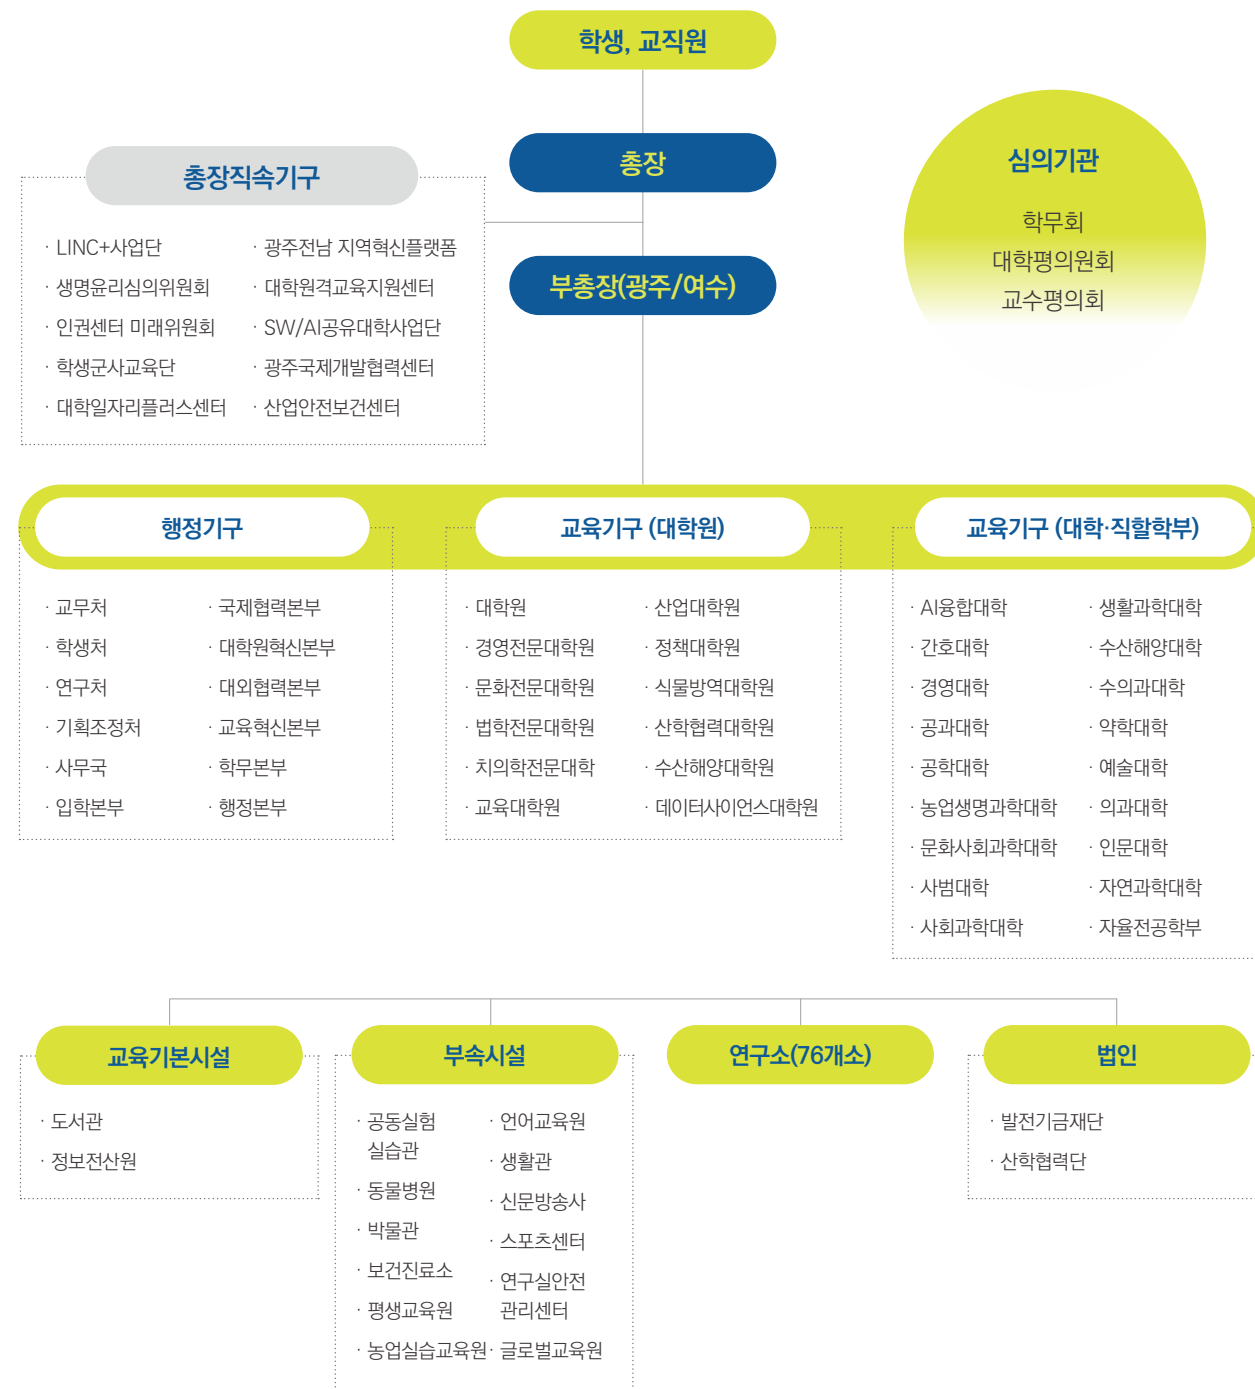 학생, 교직원
총장
총장직속기구
· LINC+사업단
· 생명윤리심의위원회
· 인권센터 미래위원회
· 학생군사교육단
· 대학일자리플러스센터
· 광주전남 지역혁신플랫폼
· 대학원격교육지원센터
· SW/AI공유대학사업단
· 광주국제개발협력센터
· 산업안전보건센터
부총장(광주/여수)
심의기관
학무회
대학평의원회
교수평의회
행정기구
· 교무처
· 학생처
· 연구처
· 기획조정처
· 사무국
· 입학본부
· 국제협력본부
· 대학원혁신본부
· 대외협력본부
· 교육혁신본부
· 학무본부
· 행정본부
교육기구 (대학원)
· 대학원
· 경영전문대학원
· 문화전문대학원
· 법학전문대학원
· 치의학전문대학
· 교육대학원
· 산업대학원
· 정책대학원
· 식물방역대학원
· 산학협력대학원
· 수산해양대학원
· 데이터사이언스대학원
교육기구 (대학·직할학부)
· AI융합대학
· 간호대학
· 경영대학
· 공과대학
· 공학대학
· 농업생명과학대학
· 문화사회과학대학
· 사범대학
· 사회과학대학
· 생활과학대학
· 수산해양대학
· 수의과대학
· 약학대학
· 예술대학
· 의과대학
· 인문대학
· 자연과학대학
· 자율전공학부
교육기본시설
· 도서관
· 정보전산원
부속시설
· 공동실험
실습관
· 동물병원
· 박물관
· 보건진료소
· 평생교육원
· 농업실습교육원
· 언어교육원
· 생활관
· 신문방송사
· 스포츠센터
· 연구실안전
관리센터
· 글로벌교육원
연구소(76개소)
법인
· 발전기금재단
· 산학협력단